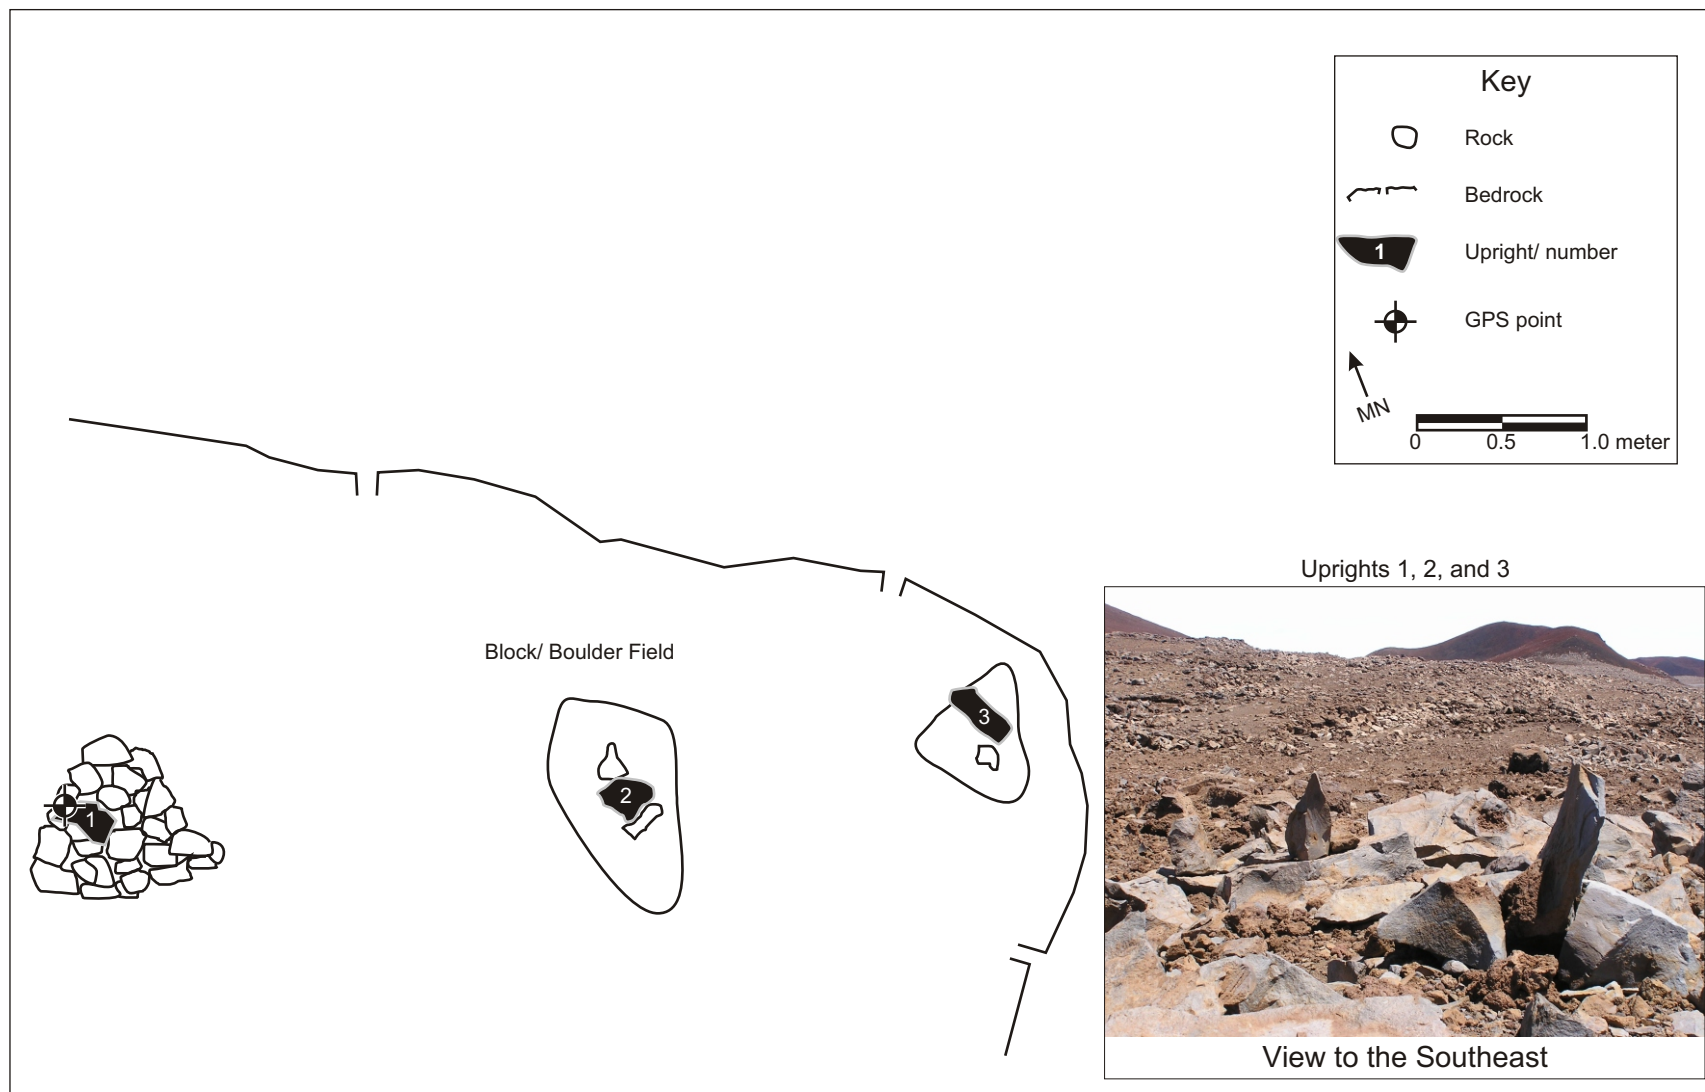 Key
Rock
Bedrock
1
Upright/ number
GPS point
MN
0 0.5 1.0 meter
Block/ Boulder Field
1
2
3
Uprights 1, 2, and 3
View to the Southeast